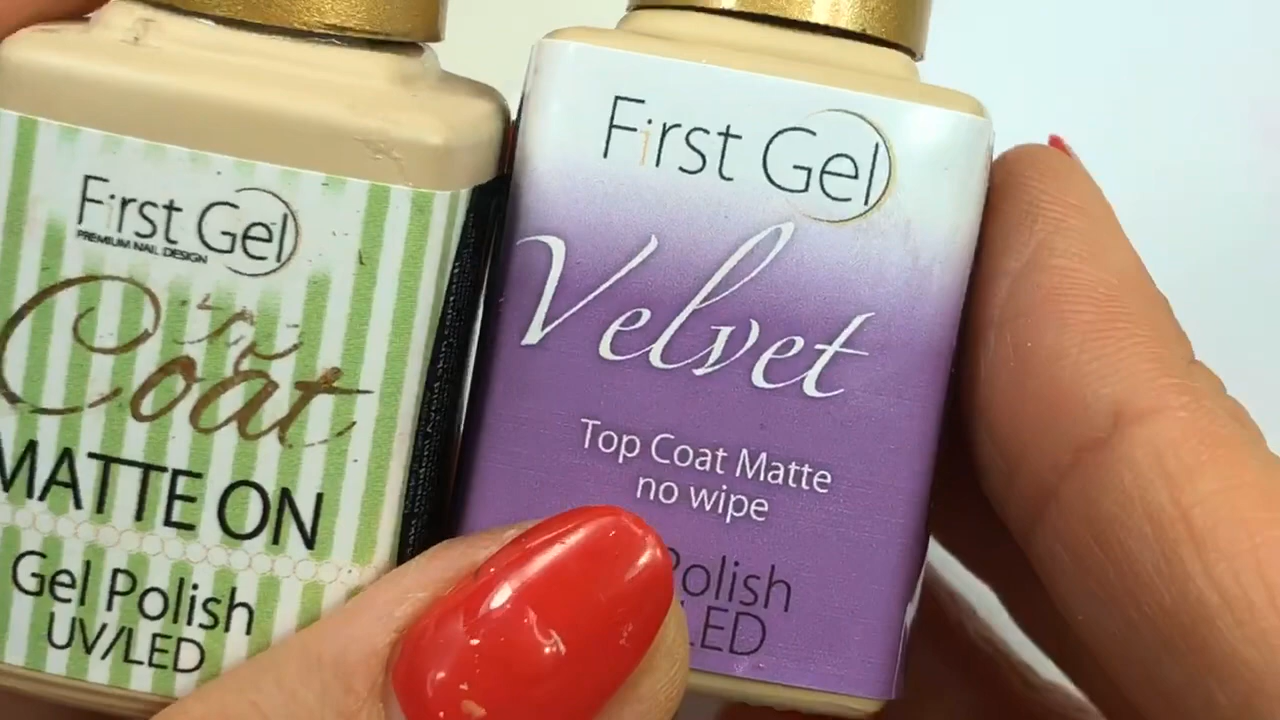 First Gel
PREMIUM NAIL DESIGN
Coat
MATTE ON
Gel Polish
UV/LED
First Gel
Velvet
Top Coat Matte
no wipe
Polish
LED